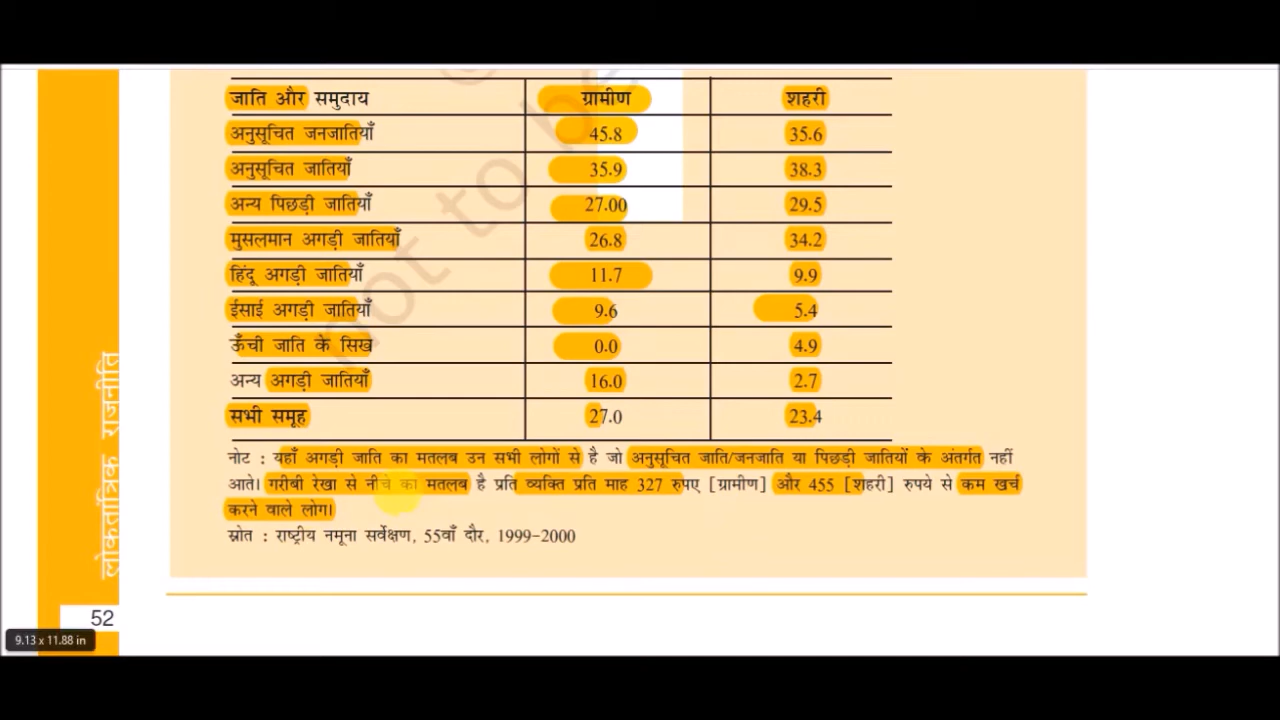 जाति और समुदाय ग्रामीण शहरी
अनुसूचित जनजातियाँ 45.8 35.6
अनुसूचित जातियाँ 35.9 38.3
अन्य पिछड़ी जातियाँ 27.00 29.5
मुसलमान अगड़ी जातियाँ 26.8 34.2
हिंदू अगड़ी जातियाँ 11.7 9.9
ईसाई अगड़ी जातियाँ 9.6 5.4
ऊँची जाति के सिख 0.0 4.9
अन्य अगड़ी जातियाँ 16.0 2.7
सभी समूह 27.0 23.4
नोट : यहाँ अगड़ी जाति का मतलब उन सभी लोगों से है जो अनुसूचित जाति/जनजाति या पिछड़ी जातियों के अंतर्गत नहीं
आते। गरीबी रेखा से नीचे का मतलब है प्रति व्यक्ति प्रति माह 327 रुपए [ग्रामीण] और 455 [शहरी] रुपये से कम खर्च
करने वाले लोग।
स्रोत : राष्ट्रीय नमूना सर्वेक्षण, 55वाँ दौर, 1999-2000
लोकतांत्रिक राजनीति
52
9.13 x 11.88 in
not to be